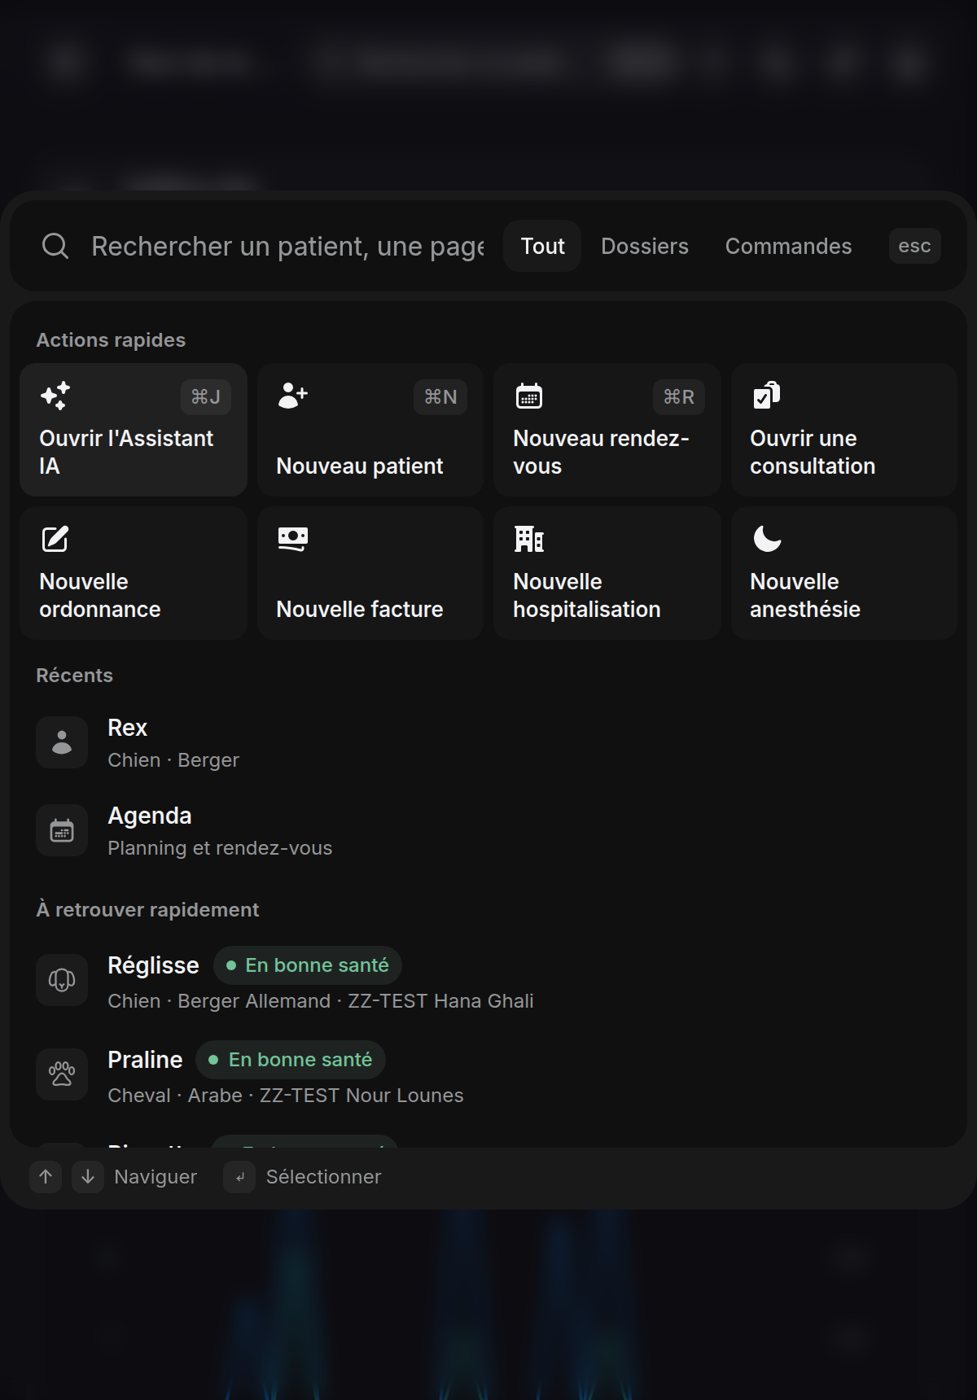 Rechercher un patient, une page
Tout
Dossiers
Commandes
esc
Actions rapides
⌘J
Ouvrir l'Assistant
IA
⌘N
Nouveau patient
⌘R
Nouveau rendez-
vous
Ouvrir une
consultation
Nouvelle
ordonnance
Nouvelle facture
Nouvelle
hospitalisation
Nouvelle
anesthésie
Récents
Rex
Chien · Berger
Agenda
Planning et rendez-vous
À retrouver rapidement
Réglisse
En bonne santé
Chien · Berger Allemand · ZZ-TEST Hana Ghali
Praline
En bonne santé
Cheval · Arabe · ZZ-TEST Nour Lounes
Naviguer
Sélectionner